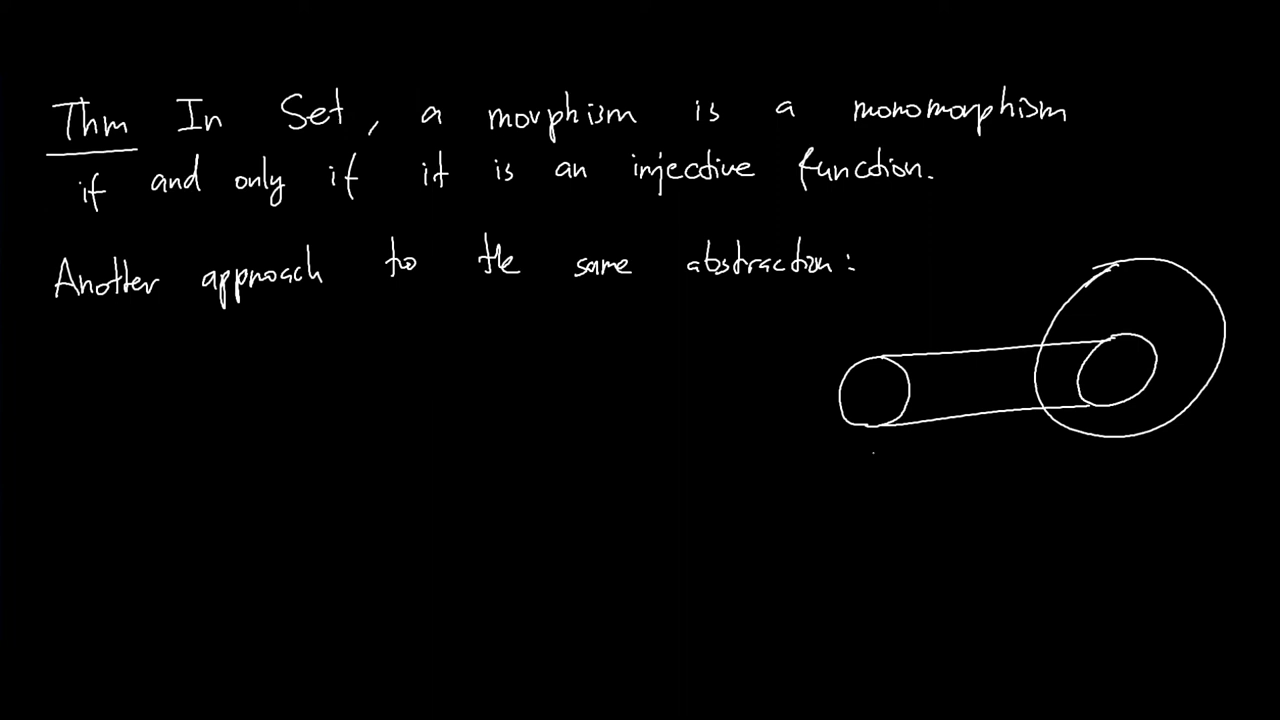 Thm In Set, a morphism is a monomorphism
if and only if it is an injective function.
Another approach to the same abstraction: